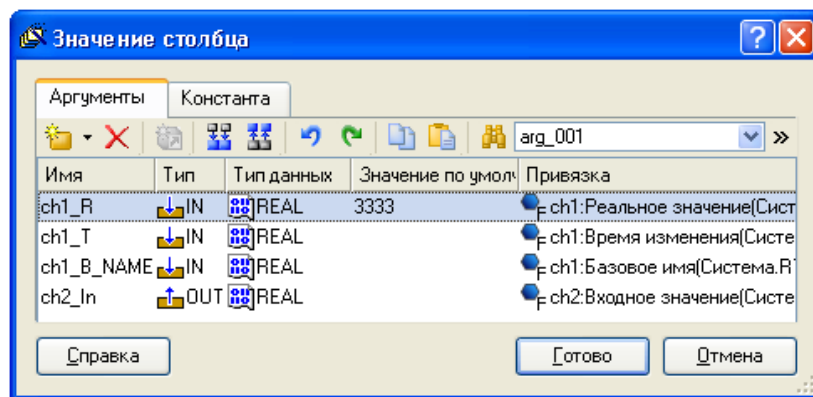 Значение столбца
Аргументы Константа
arg_001
Имя Тип Тип данных Значение по умол Привязка
ch1_R IN REAL 3333 F ch1:Реальное значение(Сист
ch1_T IN REAL F ch1:Время изменения(Систе
ch1_B_NAME IN REAL F ch1:Базовое имя(Система.R
ch2_In OUT REAL F ch2:Входное значение(Систе
Справка Готово Отмена